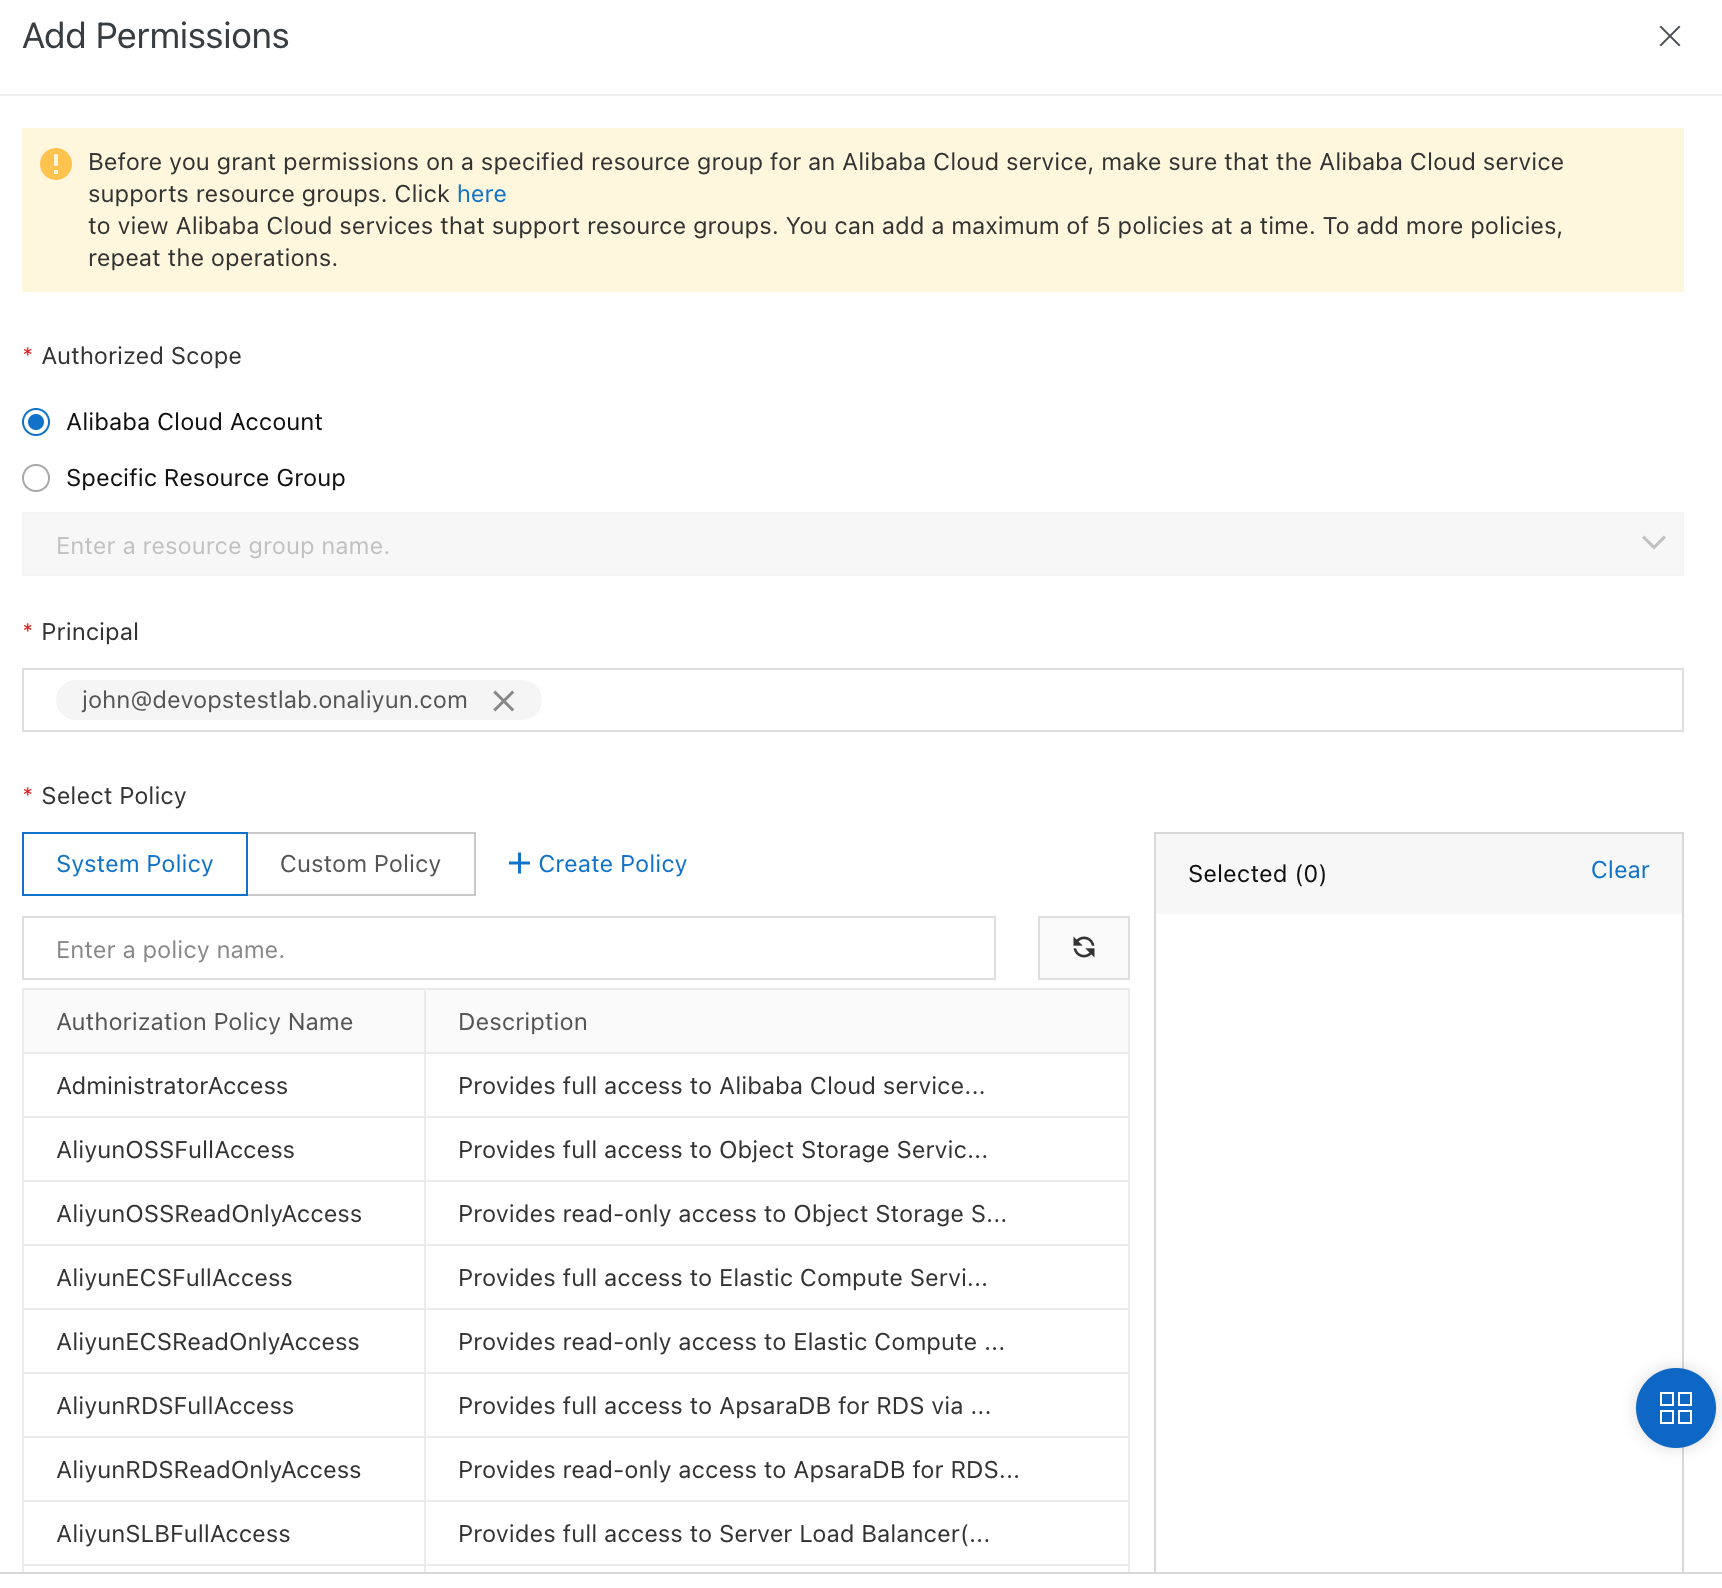 Add Permissions
Before you grant permissions on a specified resource group for an Alibaba Cloud service, make sure that the Alibaba Cloud service
supports resource groups. Click here
to view Alibaba Cloud services that support resource groups. You can add a maximum of 5 policies at a time. To add more policies,
repeat the operations.
* Authorized Scope
Alibaba Cloud Account
Specific Resource Group
Enter a resource group name.
* Principal
john@devopstestlab.onaliyun.com
* Select Policy
System Policy
Custom Policy
Create Policy
Selected (0)
Clear
Enter a policy name.
Authorization Policy Name Description
AdministratorAccess Provides full access to Alibaba Cloud service...
AliyunOSSFullAccess Provides full access to Object Storage Servic...
AliyunOSSReadOnlyAccess Provides read-only access to Object Storage S...
AliyunECSFullAccess Provides full access to Elastic Compute Servi...
AliyunECSReadOnlyAccess Provides read-only access to Elastic Compute ...
AliyunRDSFullAccess Provides full access to ApsaraDB for RDS via ...
AliyunRDSReadOnlyAccess Provides read-only access to ApsaraDB for RDS...
AliyunSLBFullAccess Provides full access to Server Load Balancer(...